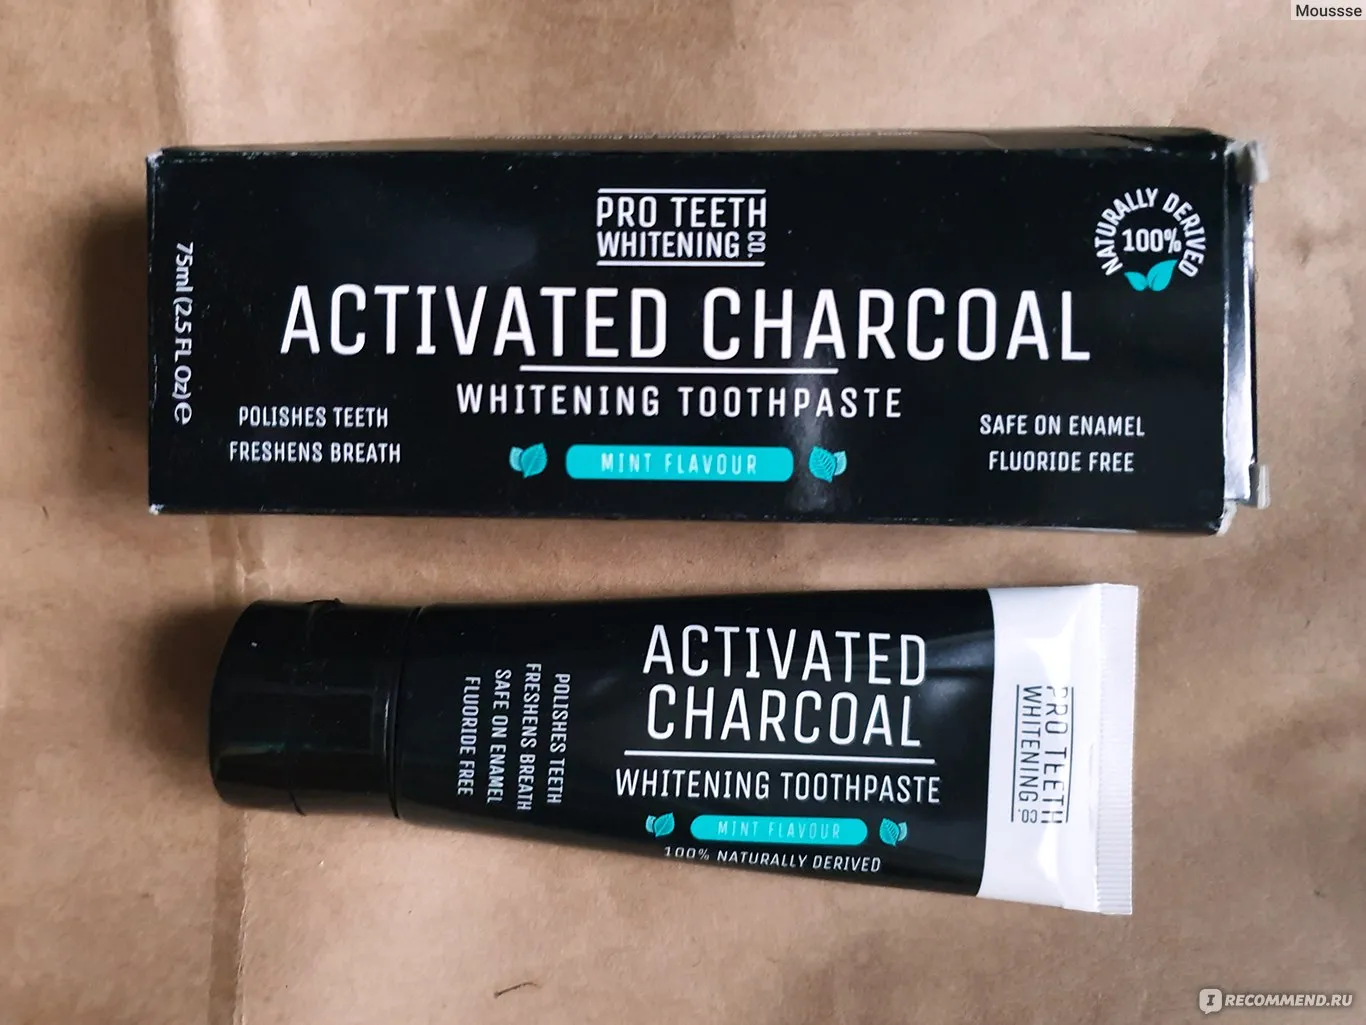 Moussse
PRO TEETH
WHITENING CO.
NATURALLY DERIVED
100%
ACTIVATED CHARCOAL
WHITENING TOOTHPASTE
75ml (2.5 FL Oz) e
POLISHES TEETH
FRESHENS BREATH
MINT FLAVOUR
SAFE ON ENAMEL
FLUORIDE FREE
ACTIVATED
CHARCOAL
WHITENING TOOTHPASTE
MINT FLAVOUR
100% NATURALLY DERIVED
POLISHES TEETH
FRESHENS BREATH
SAFE ON ENAMEL
FLUORIDE FREE
PRO TEETH
WHITENING CO.
IRECOMMEND.RU